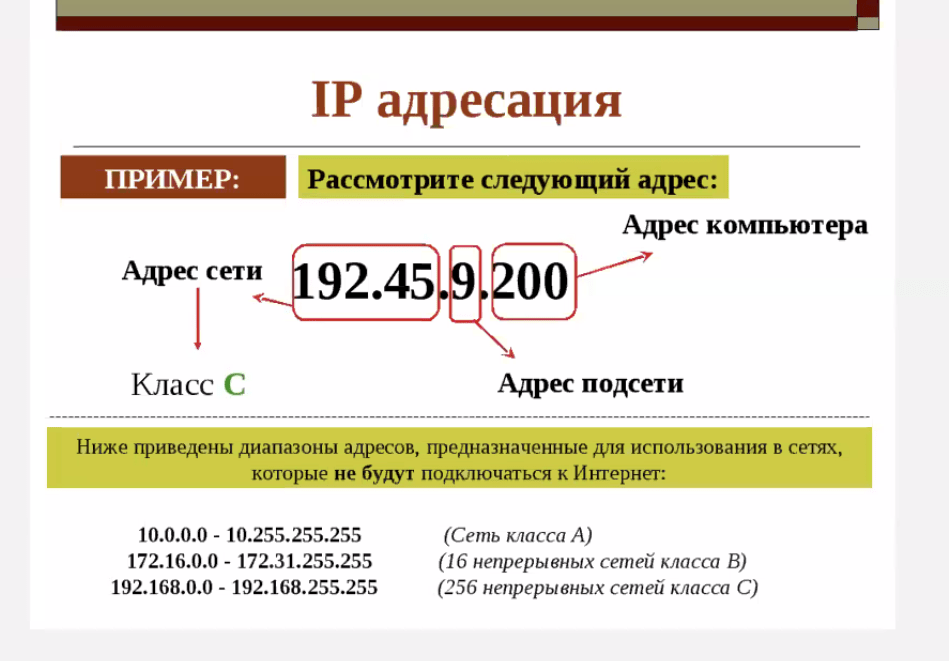 IP адресация
ПРИМЕР:
Рассмотрите следующий адрес:
Адрес компьютера
Адрес сети
192.45.9.200
Класс C
Адрес подсети
Ниже приведены диапазоны адресов, предназначенные для использования в сетях,
которые не будут подключаться к Интернет:
10.0.0.0 - 10.255.255.255 (Сеть класса A)
172.16.0.0 - 172.31.255.255 (16 непрерывных сетей класса B)
192.168.0.0 - 192.168.255.255 (256 непрерывных сетей класса C)